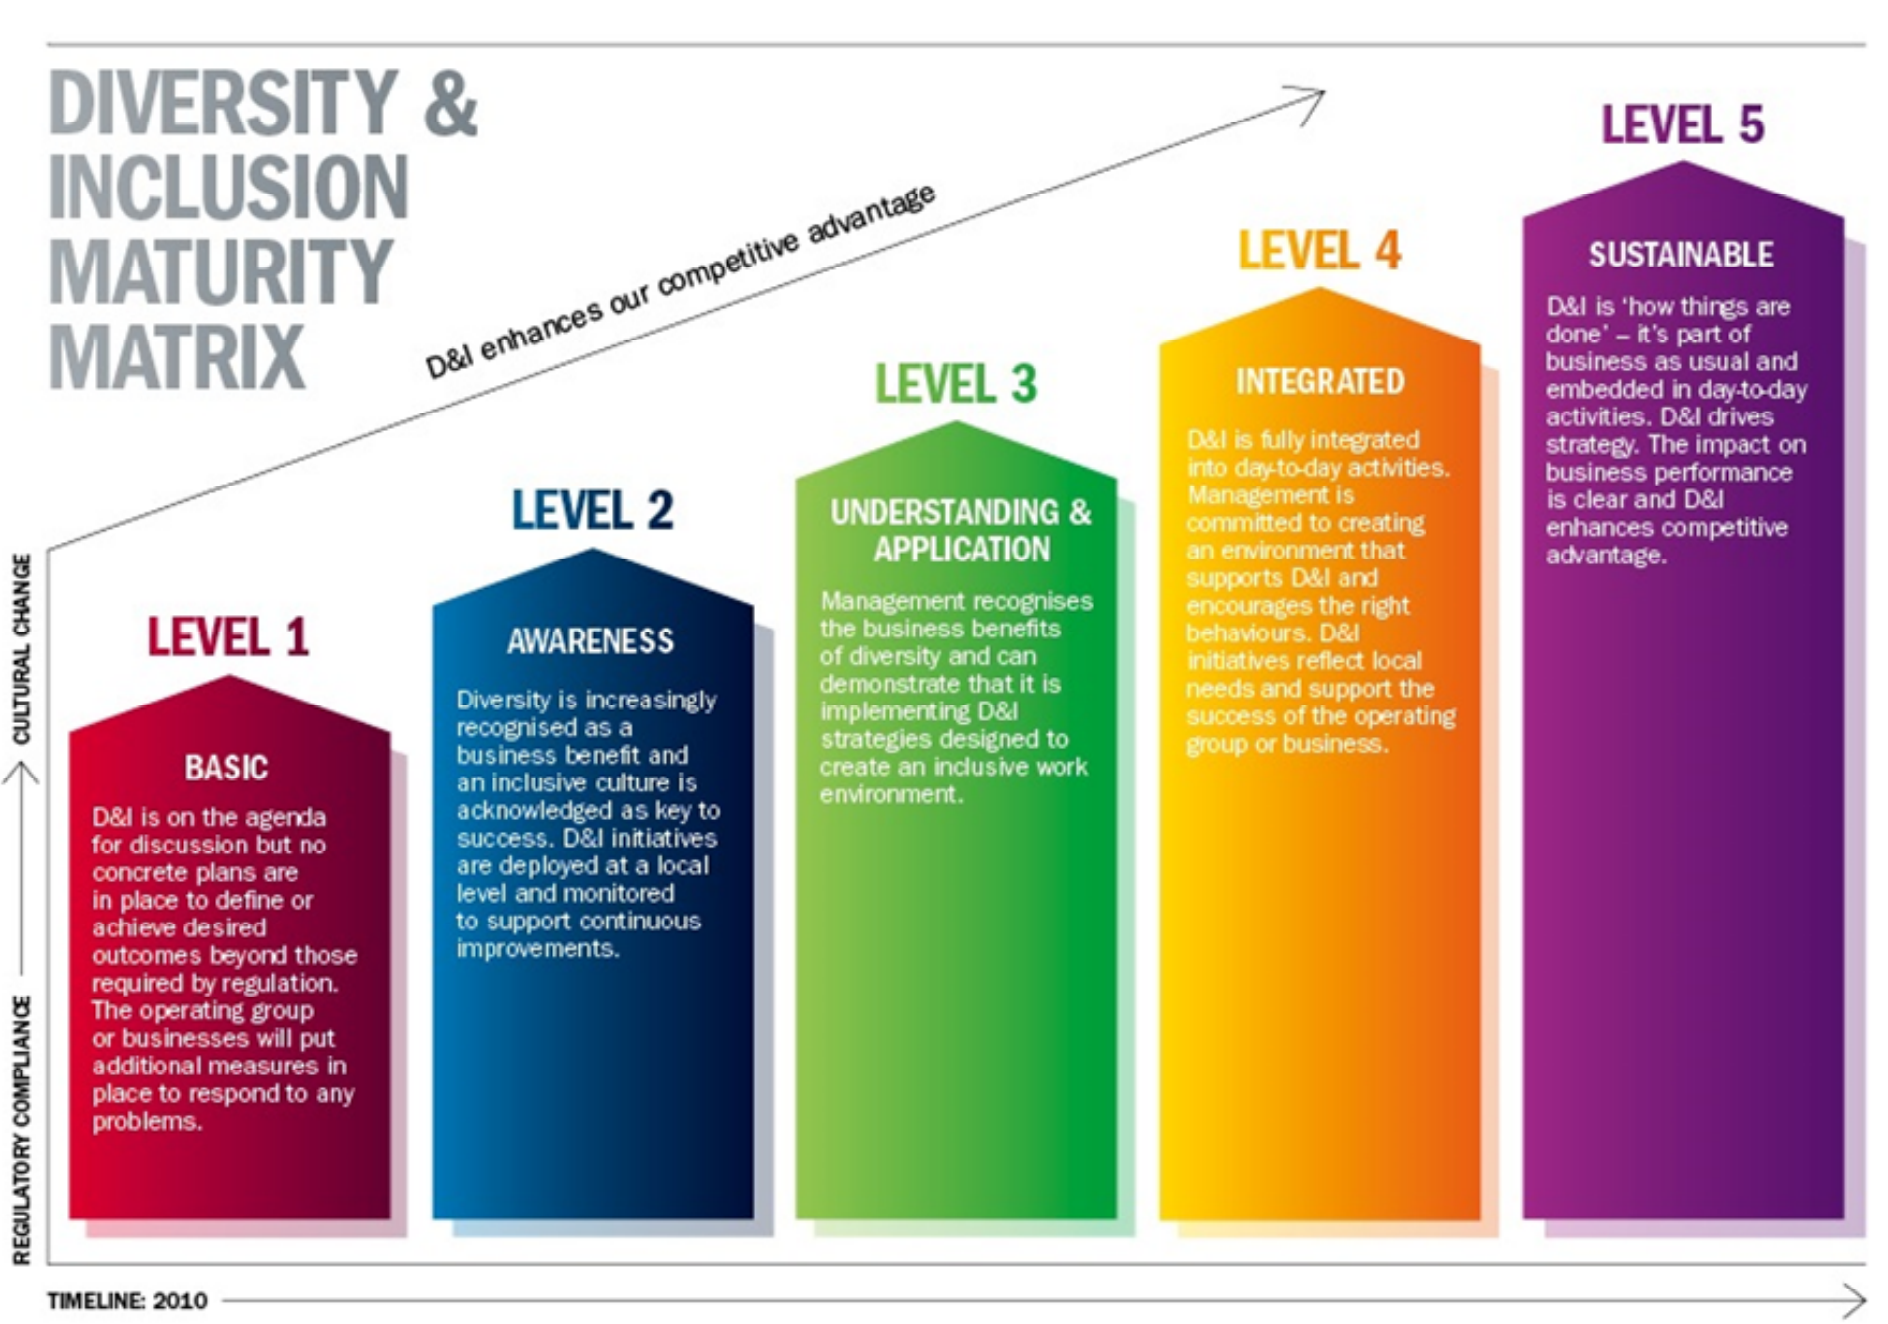 DIVERSITY &
INCLUSION
MATURITY
MATRIX
D&I enhances our competitive advantage
CULTURAL CHANGE
REGULATORY COMPLIANCE
LEVEL 1
BASIC
D&I is on the agenda
for discussion but no
concrete plans are
in place to define or
achieve desired
outcomes beyond those
required by regulation.
The operating group
or businesses will put
additional measures in
place to respond to any
problems.
LEVEL 2
AWARENESS
Diversity is increasingly
recognised as a
business benefit and
an inclusive culture is
acknowledged as key to
success. D&I initiatives
are deployed at a local
level and monitored
to support continuous
improvements.
LEVEL 3
UNDERSTANDING &
APPLICATION
Management recognises
the business benefits
of diversity and can
demonstrate that it is
implementing D&I
strategies designed to
create an inclusive work
environment.
LEVEL 4
INTEGRATED
D&I is fully integrated
into day-to-day activities.
Management is
committed to creating
an environment that
supports D&I and
encourages the right
behaviours. D&I
initiatives reflect local
needs and support the
success of the operating
group or business.
LEVEL 5
SUSTAINABLE
D&I is ‘how things are
done’ – it’s part of
business as usual and
embedded in day-to-day
activities. D&I drives
strategy. The impact on
business performance
is clear and D&I
enhances competitive
advantage.
TIMELINE: 2010